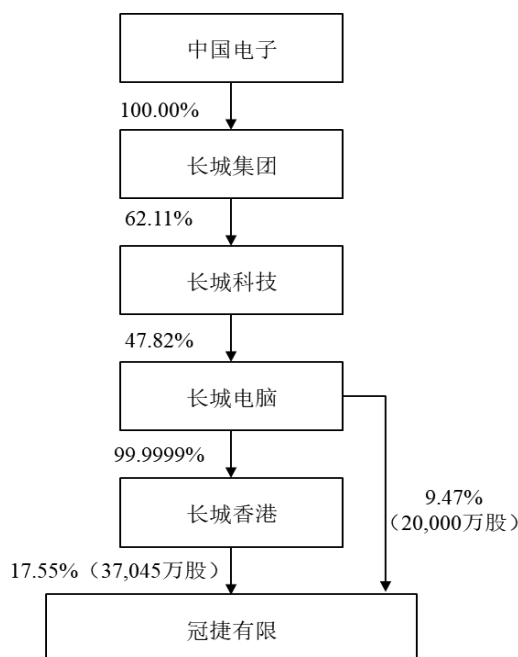 中国电子
100.00%
长城集团
62.11%
长城科技
47.82%
长城电脑
99.9999%
长城香港
9.47%
（20,000万股）
17.55%（37,045万股）
冠捷有限